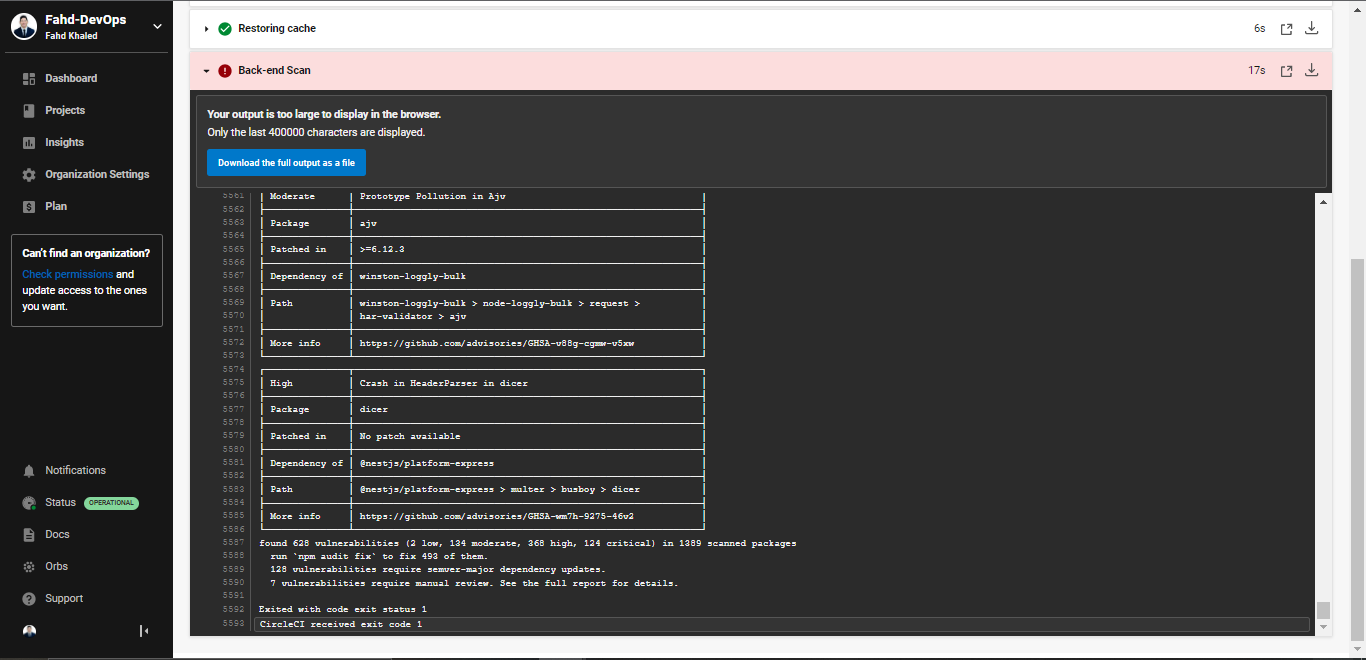 Fahd-DevOps
Fahd Khaled
Dashboard
Projects
Insights
Organization Settings
Plan
Can't find an organization?
Check permissions and
update access to the ones
you want.
Notifications
Status OPERATIONAL
Docs
Orbs
Support
Restoring cache 6s
Back-end Scan 17s
Your output is too large to display in the browser.
Only the last 400000 characters are displayed.
Download the full output as a file
5561 Moderate Prototype Pollution in Ajv
5562
5563 Package ajv
5564
5565 Patched in >=6.12.3
5566
5567 Dependency of winston-loggly-bulk
5568
5569 Path winston-loggly-bulk > node-loggly-bulk > request >
5570 har-validator > ajv
5571
5572 More info https://github.com/advisories/GHSA-v88g-cgmw-v5xw
5573
5574
5575 High Crash in HeaderParser in dicer
5576
5577 Package dicer
5578
5579 Patched in No patch available
5580
5581 Dependency of @nestjs/platform-express
5582
5583 Path @nestjs/platform-express > multer > busboy > dicer
5584
5585 More info https://github.com/advisories/GHSA-wm7h-9275-46v2
5586
5587 found 628 vulnerabilities (2 low, 134 moderate, 368 high, 124 critical) in 1389 scanned packages
5588 run `npm audit fix` to fix 493 of them.
5589 128 vulnerabilities require semver-major dependency updates.
5590 7 vulnerabilities require manual review. See the full report for details.
5591
5592 Exited with code exit status 1
5593 CircleCI received exit code 1